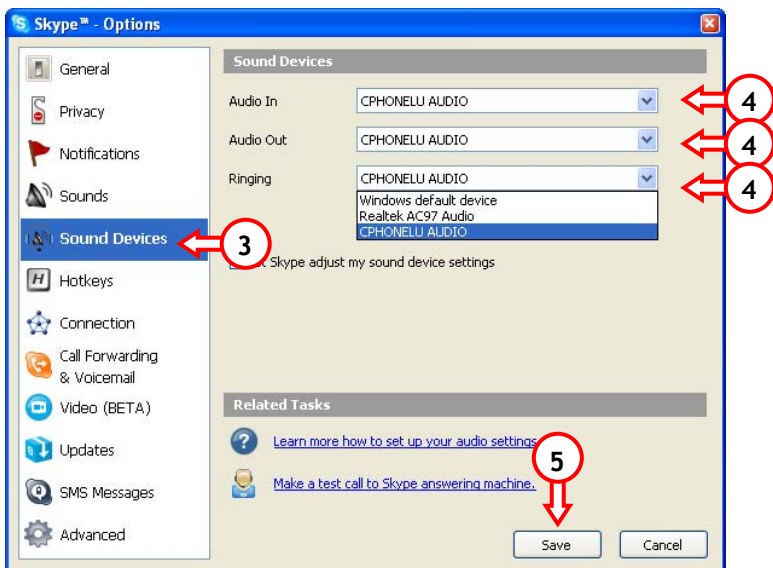 Skype™ - Options
General
Privacy
Notifications
Sounds
Sound Devices
Hotkeys
Connection
Call Forwarding
& Voicemail
Video (BETA)
Updates
SMS Messages
Advanced
Sound Devices
Audio In CPHONELU AUDIO
Audio Out CPHONELU AUDIO
Ringing CPHONELU AUDIO
Windows default device
Realtek AC97 Audio
CPHONELU AUDIO
Skype adjust my sound device settings
Related Tasks
Learn more how to set up your audio settings
Make a test call to Skype answering machine.
Save Cancel
3
4
4
4
5